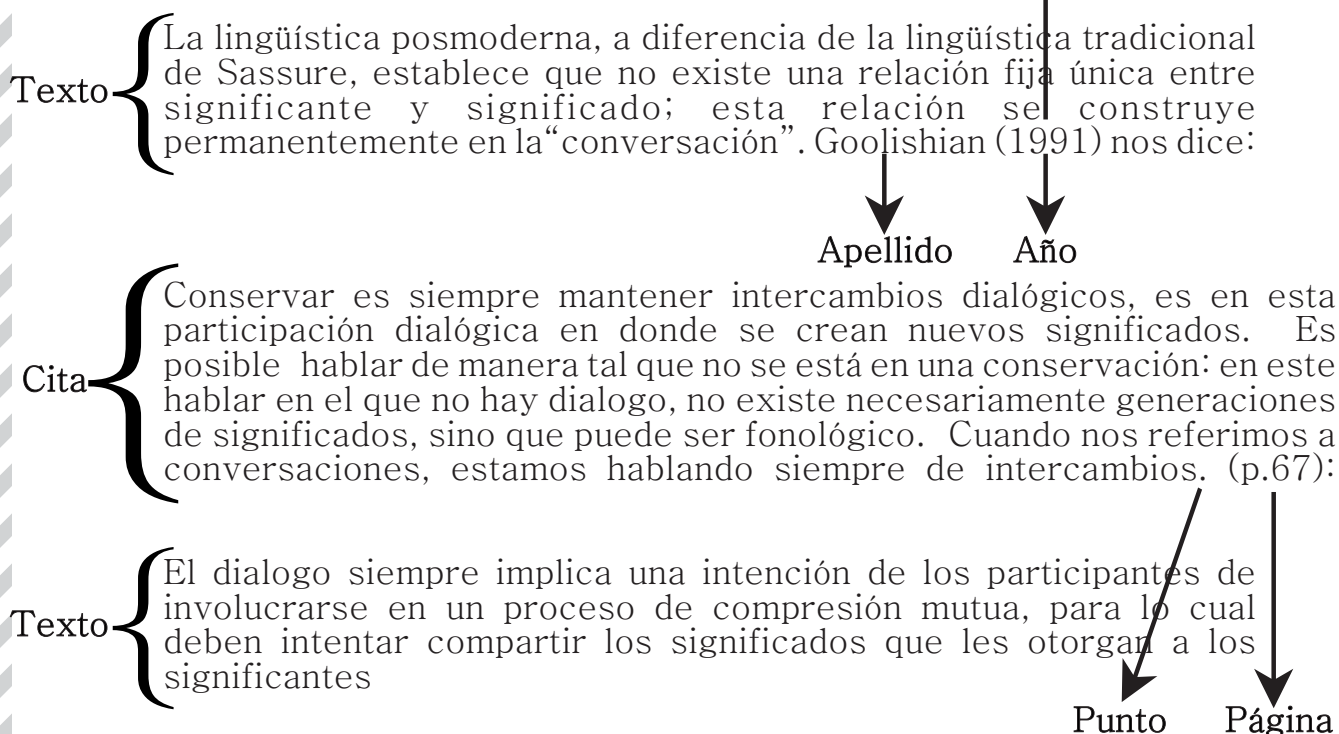 La lingüística posmoderna, a diferencia de la lingüística tradicional
de Sassure, establece que no existe una relación fija única entre
Texto
significante y significado; esta relación se construye
permanentemente en la“conversación”. Goolishian (1991) nos dice:
Apellido Año
Conservar es siempre mantener intercambios dialógicos, es en esta
participación dialógica en donde se crean nuevos significados. Es
posible hablar de manera tal que no se está en una conservación: en este
Cita
hablar en el que no hay dialogo, no existe necesariamente generaciones
de significados, sino que puede ser fonológico. Cuando nos referimos a
conversaciones, estamos hablando siempre de intercambios. (p.67):
El dialogo siempre implica una intención de los participantes de
involucrarse en un proceso de compresión mutua, para lo cual
Texto
deben intentar compartir los significados que les otorgan a los
significantes
Punto Página